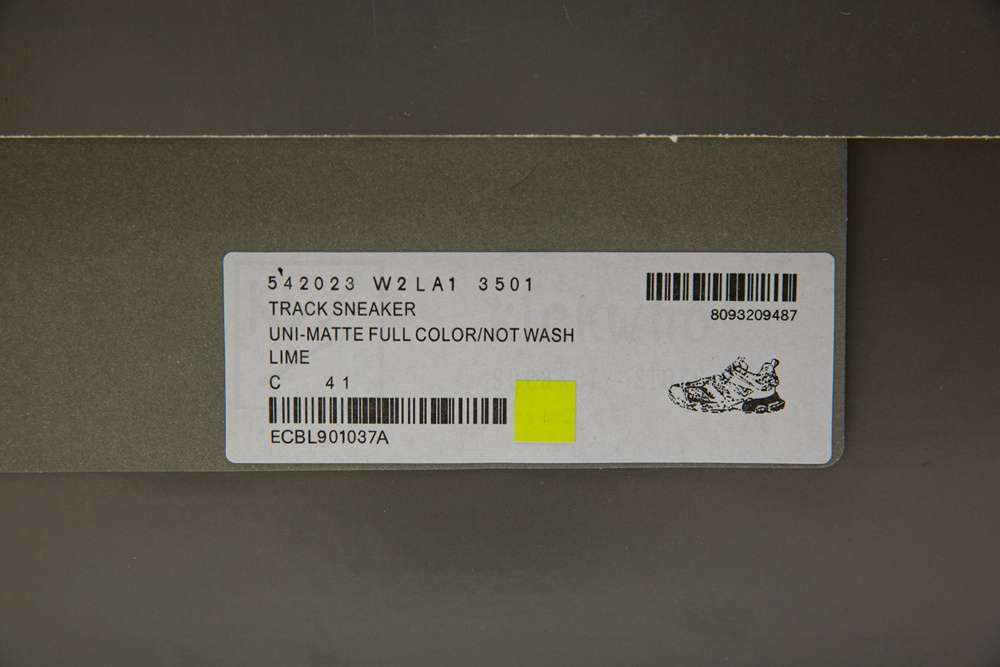 542023 W2LA1 3501
TRACK SNEAKER
UNI-MATTE FULL COLOR/NOT WASH
LIME
C 41
ECBL901037A
8093209487